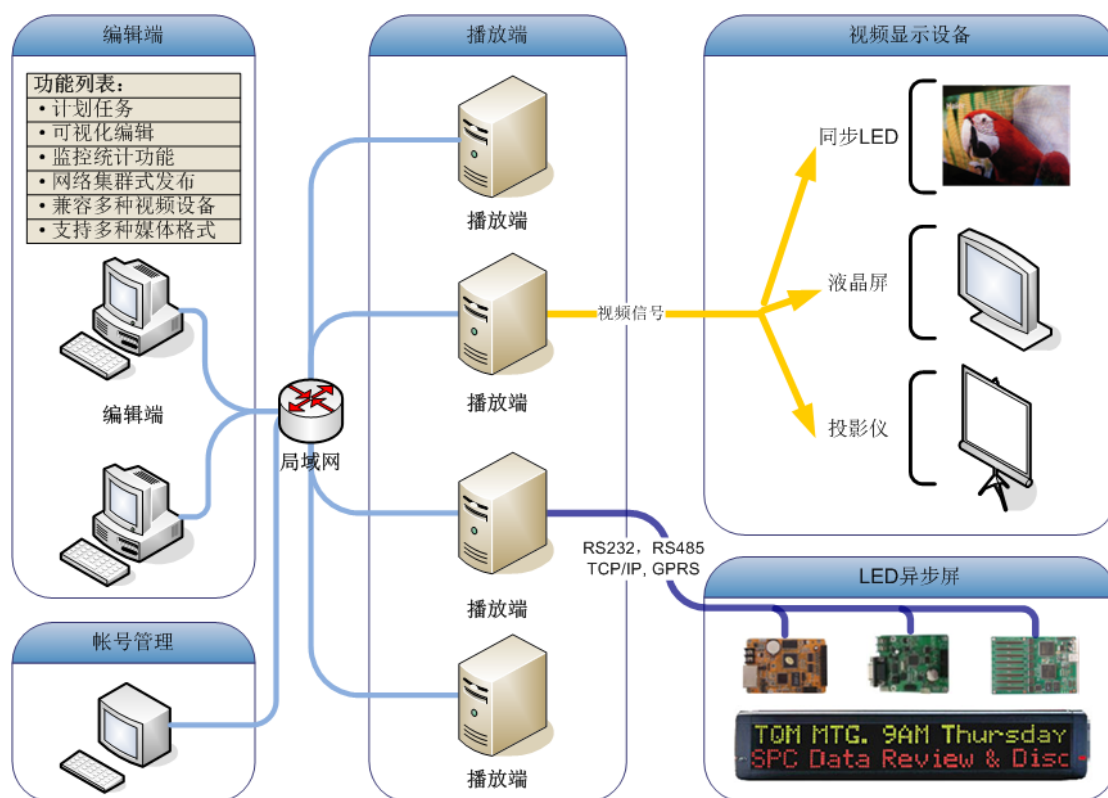 编辑端
功能列表：
• 计划任务
• 可视化编辑
• 监控统计功能
• 网络集群式发布
• 兼容多种视频设备
• 支持多种媒体格式
编辑端
帐号管理
局域网
播放端
播放端
播放端
播放端
播放端
视频信号
RS232，RS485
TCP/IP, GPRS
视频显示设备
同步LED
液晶屏
投影仪
LED异步屏
TQM MTG. 9AM Thursday
SPC Data Review & Disc